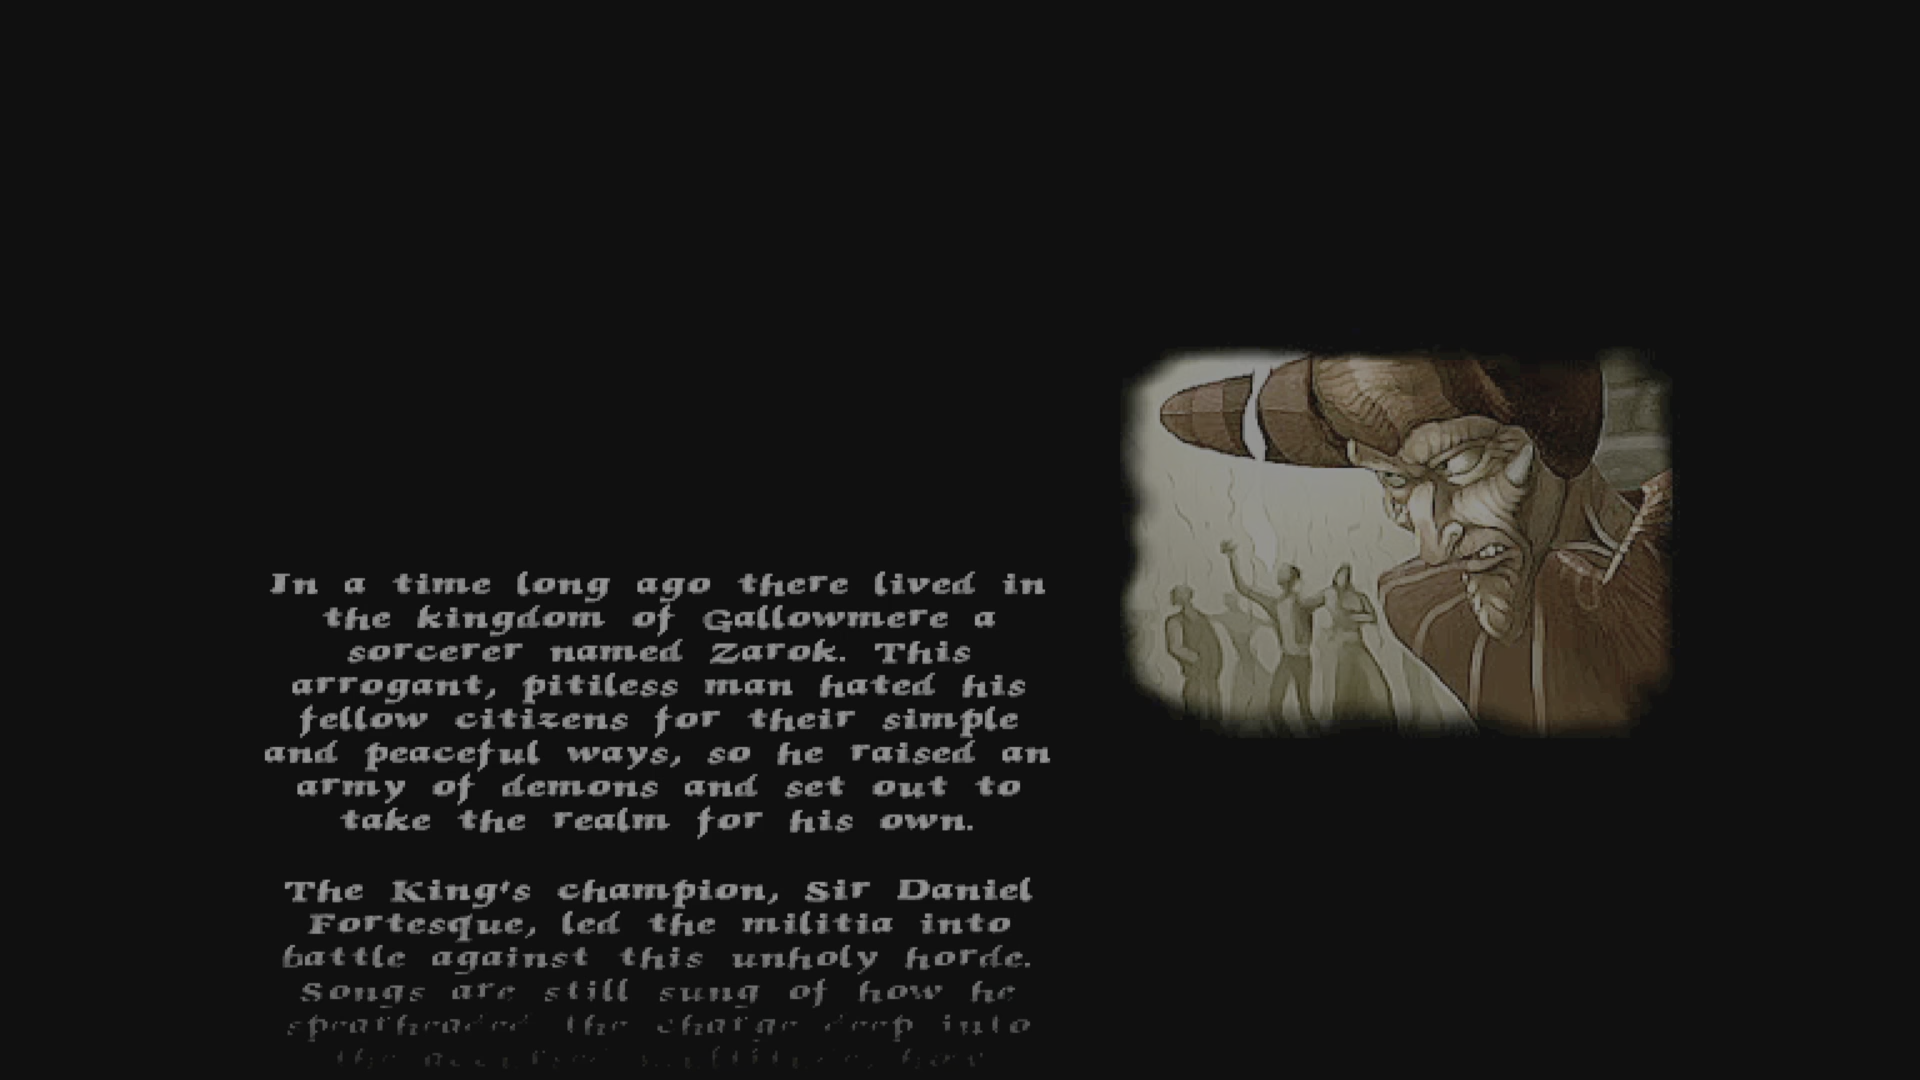 In a time long ago there lived in
the kingdom of Gallowmere a
sorcerer named Zarok. This
arrogant, pitiless man hated his
fellow citizens for their simple
and peaceful ways, so he raised an
army of demons and set out to
take the realm for his own.
The King's champion, Sir Daniel
Fortesque, led the militia into
battle against this unholy horde.
Songs are still sung of how he
spearheaded the charge deep into
the how